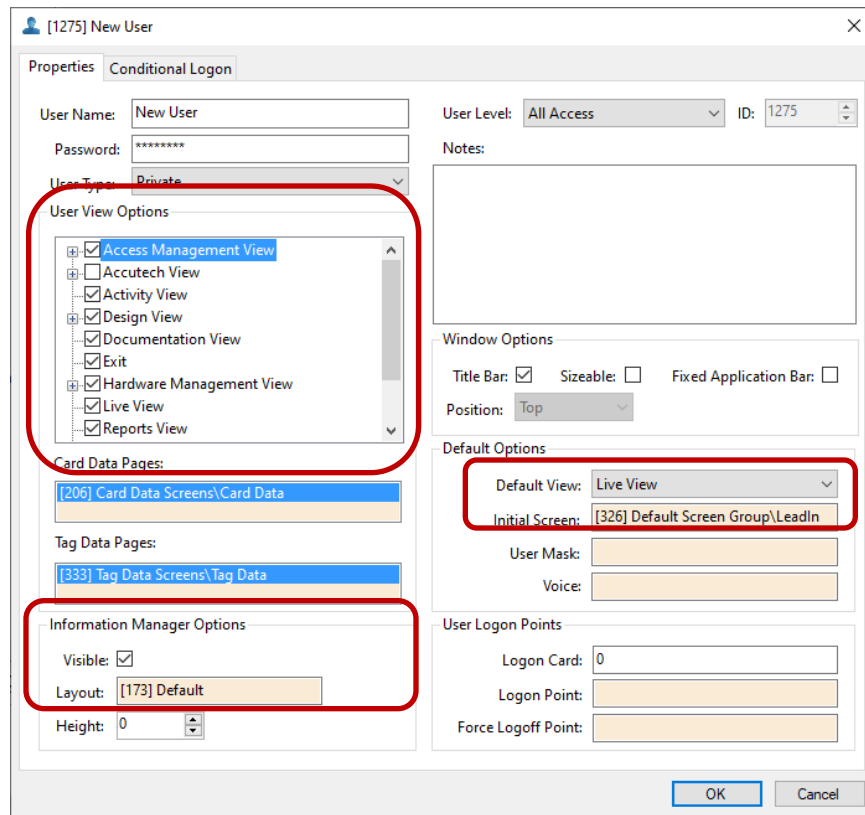 [1275] New User
Properties
Conditional Logon
User Name: New User
Password: ********
User Type: Private
User View Options
Access Management View
Accutech View
Activity View
Design View
Documentation View
Exit
Hardware Management View
Live View
Reports View
Card Data Pages:
[206] Card Data Screens\Card Data
Tag Data Pages:
[333] Tag Data Screens\Tag Data
Information Manager Options
Visible:
Layout: [173] Default
Height: 0
User Level: All Access
ID: 1275
Notes:
Window Options
Title Bar: Sizeable: Fixed Application Bar:
Position: Top
Default Options
Default View: Live View
Initial Screen: [326] Default Screen Group\LeadIn
User Mask:
Voice:
User Logon Points
Logon Card: 0
Logon Point:
Force Logoff Point:
OK
Cancel